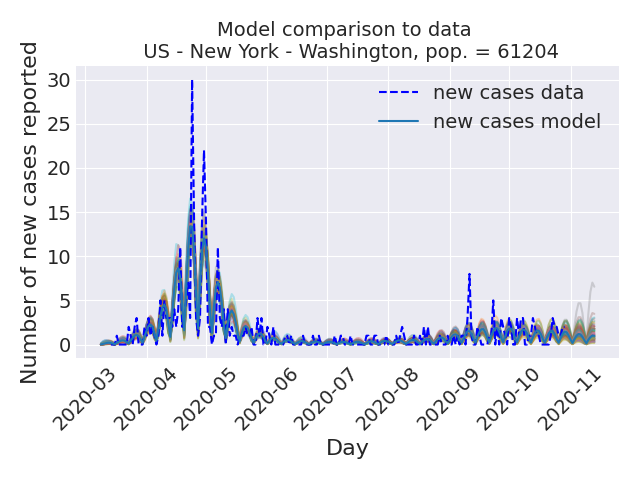 Model comparison to data
US - New York - Washington, pop. = 61204
Number of new cases reported
30
25
20
15
10
5
0
new cases data
new cases model
2020-03
2020-04
2020-05
2020-06
2020-07
2020-08
2020-09
2020-10
2020-11
Day